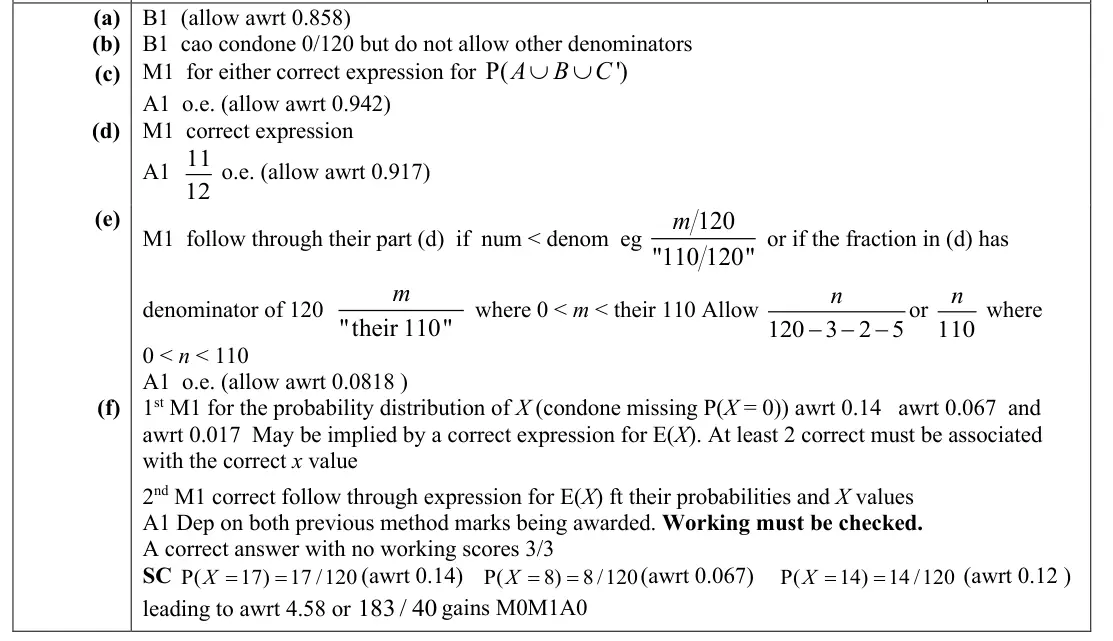 (a) B1 (allow awrt 0.858)
(b) B1 cao condone 0/120 but do not allow other denominators
(c) M1 for either correct expression for P(A∪B∪C')
A1 o.e. (allow awrt 0.942)
(d) M1 correct expression
A1 11/12 o.e. (allow awrt 0.917)
(e) M1 follow through their part (d) if num < denom eg (m/120)/("110/120") or if the fraction in (d) has
denominator of 120 m/"their 110" where 0 < m < their 110 Allow n/(120−3−2−5) or n/110 where
0 < n < 110
A1 o.e. (allow awrt 0.0818 )
(f) 1st M1 for the probability distribution of X (condone missing P(X = 0)) awrt 0.14 awrt 0.067 and
awrt 0.017 May be implied by a correct expression for E(X). At least 2 correct must be associated
with the correct x value
2nd M1 correct follow through expression for E(X) ft their probabilities and X values
A1 Dep on both previous method marks being awarded. Working must be checked.
A correct answer with no working scores 3/3
SC P(X = 17) = 17/120 (awrt 0.14) P(X = 8) = 8/120 (awrt 0.067) P(X = 14) = 14/120 (awrt 0.12 )
leading to awrt 4.58 or 183/40 gains M0M1A0